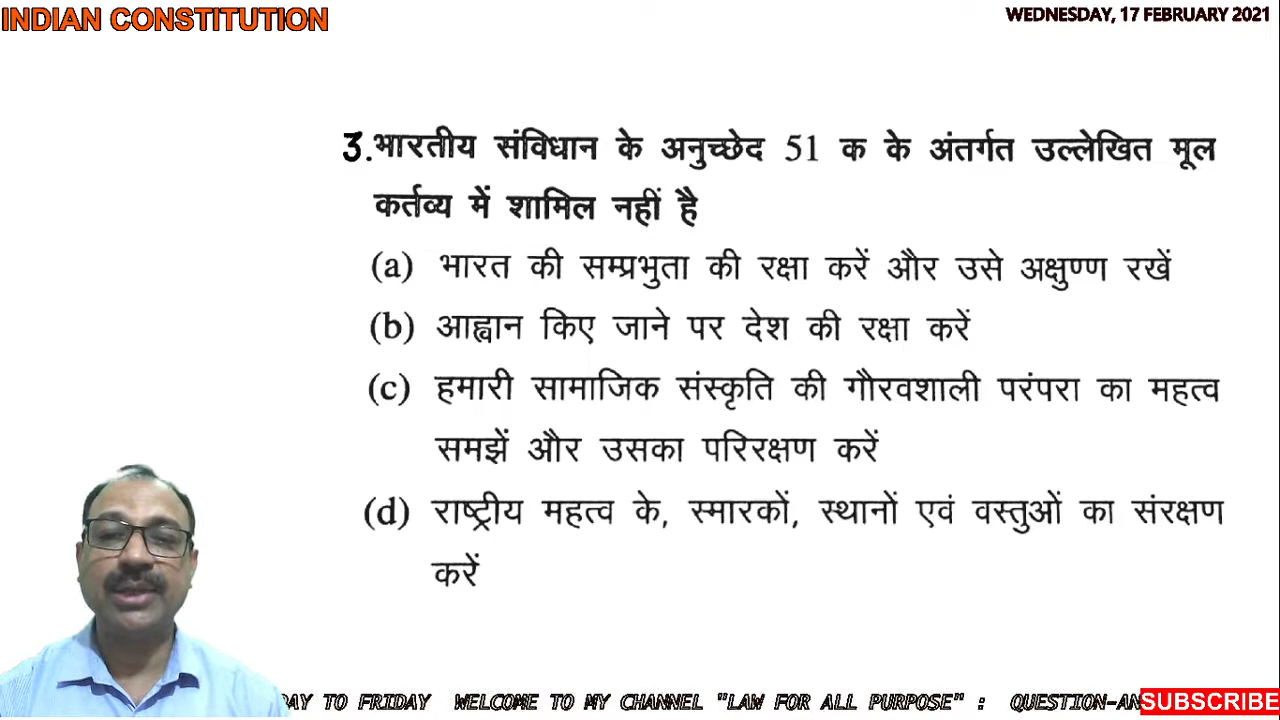 INDIAN CONSTITUTION
WEDNESDAY, 17 FEBRUARY 2021
3. भारतीय संविधान के अनुच्छेद 51 क के अंतर्गत उल्लेखित मूल
कर्तव्य में शामिल नहीं है
(a) भारत की सम्प्रभुता की रक्षा करें और उसे अक्षुण्ण रखें
(b) आह्वान किए जाने पर देश की रक्षा करें
(c) हमारी सामाजिक संस्कृति की गौरवशाली परंपरा का महत्व
समझें और उसका परिरक्षण करें
(d) राष्ट्रीय महत्व के, स्मारकों, स्थानों एवं वस्तुओं का संरक्षण
करें
DAY TO FRIDAY WELCOME TO MY CHANNEL "LAW FOR ALL PURPOSE" : QUESTION-AN
SUBSCRIBE